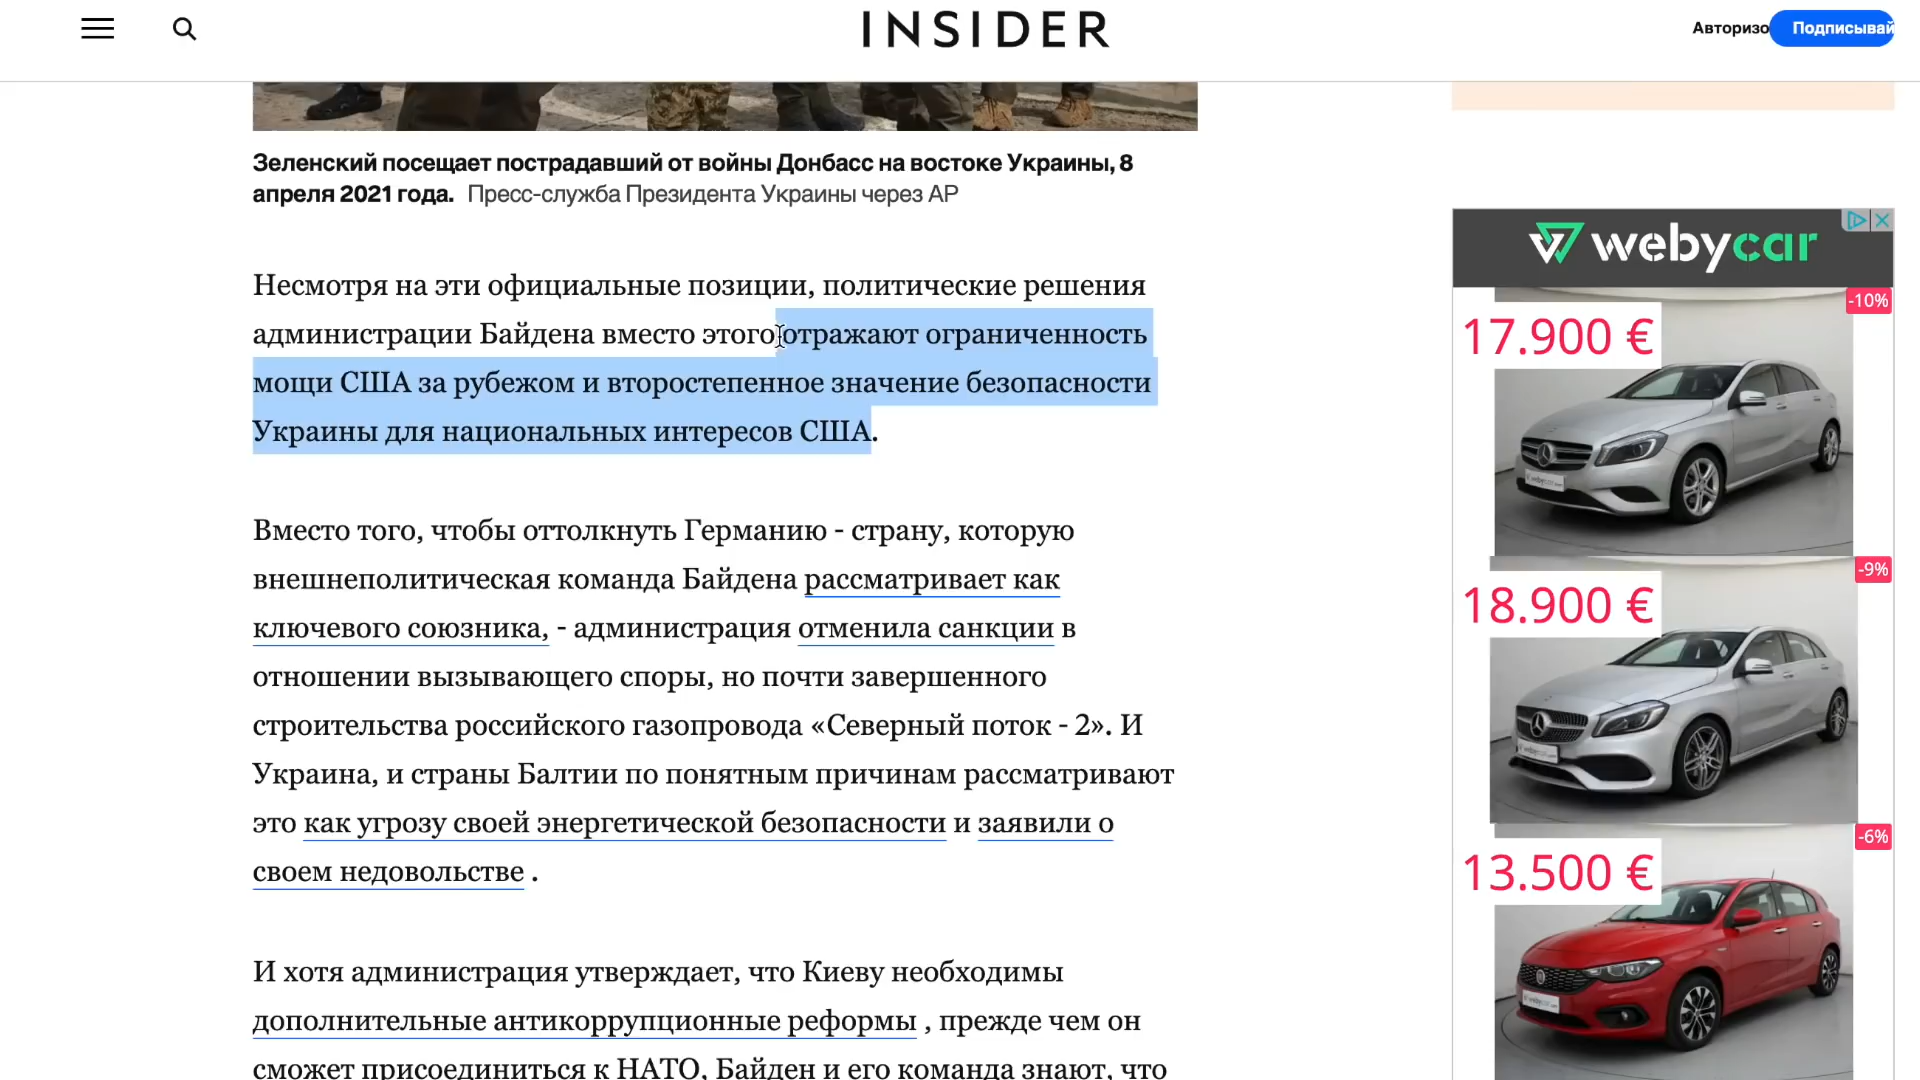 INSIDER
Авторизо
Подписывай
Зеленский посещает пострадавший от войны Донбасс на востоке Украины, 8
апреля 2021 года. Пресс-служба Президента Украины через AP
Несмотря на эти официальные позиции, политические решения
администрации Байдена вместо этого отражают ограниченность
мощи США за рубежом и второстепенное значение безопасности
Украины для национальных интересов США.
Вместо того, чтобы оттолкнуть Германию - страну, которую
внешнеполитическая команда Байдена рассматривает как
ключевого союзника, - администрация отменила санкции в
отношении вызывающего споры, но почти завершенного
строительства российского газопровода «Северный поток - 2». И
Украина, и страны Балтии по понятным причинам рассматривают
это как угрозу своей энергетической безопасности и заявили о
своем недовольстве .
И хотя администрация утверждает, что Киеву необходимы
дополнительные антикоррупционные реформы , прежде чем он
сможет присоединиться к НАТО, Байден и его команда знают, что
webycar
-10%
17.900 €
-9%
18.900 €
-6%
13.500 €